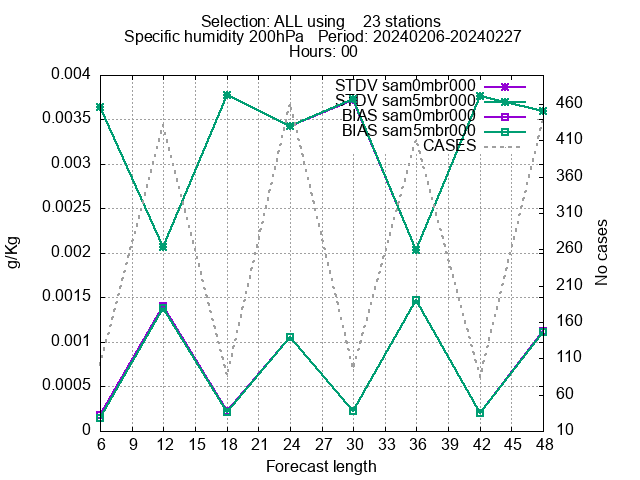 Selection: ALL using 23 stations
Specific humidity 200hPa Period: 20240206-20240227
Hours: 00
STDV sam0mbr000
STDV sam5mbr000
BIAS sam0mbr000
BIAS sam5mbr000
CASES
0.004
0.0035
0.003
0.0025
0.002
0.0015
0.001
0.0005
0
g/Kg
460
410
360
310
260
210
160
110
60
10
No cases
6 9 12 15 18 21 24 27 30 33 36 39 42 45 48
Forecast length